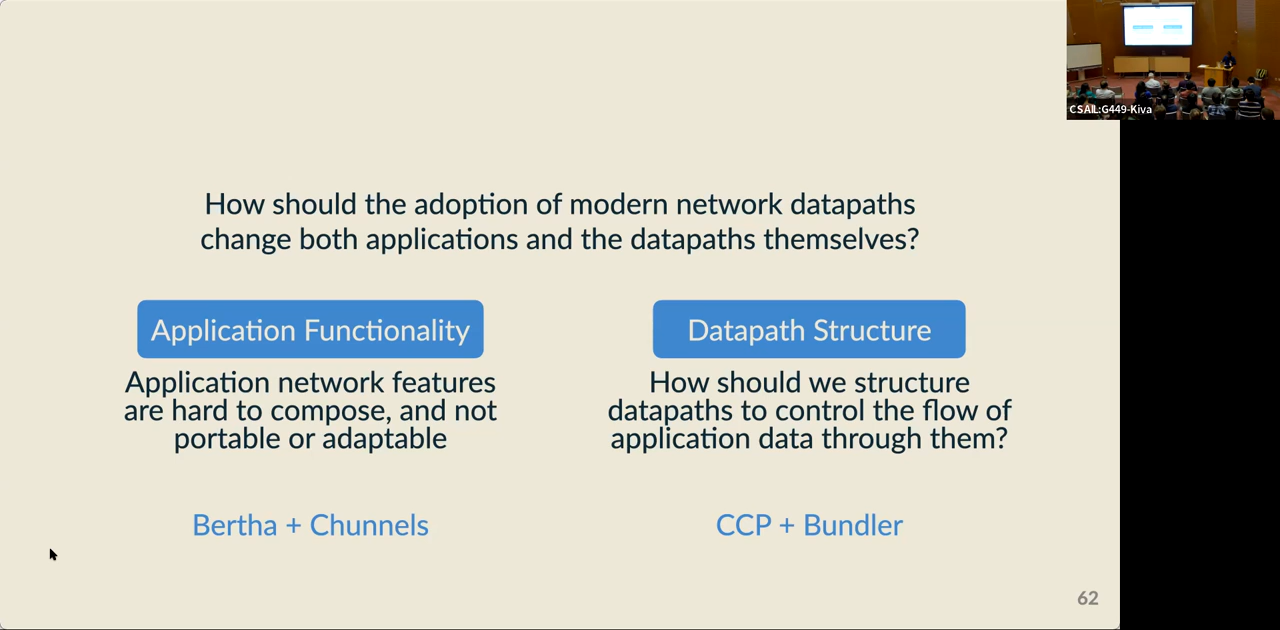 CSAIL:G449-Kiva
How should the adoption of modern network datapaths
change both applications and the datapaths themselves?
Application Functionality
Application network features
are hard to compose, and not
portable or adaptable
Bertha + Chunnels
Datapath Structure
How should we structure
datapaths to control the flow of
application data through them?
CCP + Bundler
62